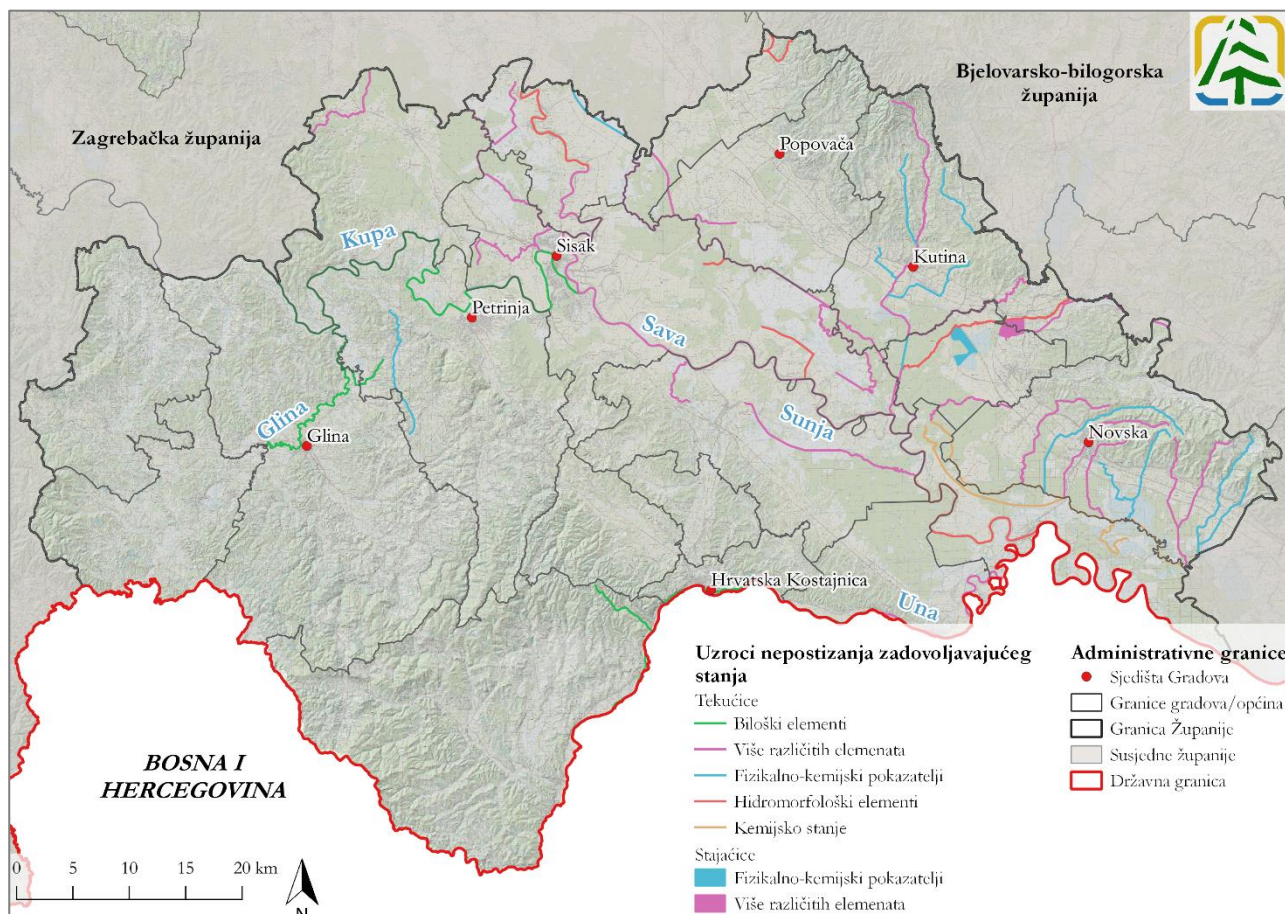 Bjelovarsko-bilogorska
županija
Zagrebačka županija
Popovača
Kupa
Sisak
Kutina
Petrinja
Sava
Glina
Glina
Sunja
Novska
Hrvatska Kostajnica
Una
BOSNA I
HERCEGOVINA
0 5 10 20 km
N
Uzroci nepostizanja zadovoljavajućeg
stanja
Tekućice
Biloški elementi
Više različitih elemenata
Fizikalno-kemijski pokazatelji
Hidromorfološki elementi
Kemijsko stanje
Stajaćice
Fizikalno-kemijski pokazatelji
Više različitih elemenata
Administrativne granice
Sjedišta Gradova
Granice gradova/općina
Granica Županije
Susjedne županije
Državna granica